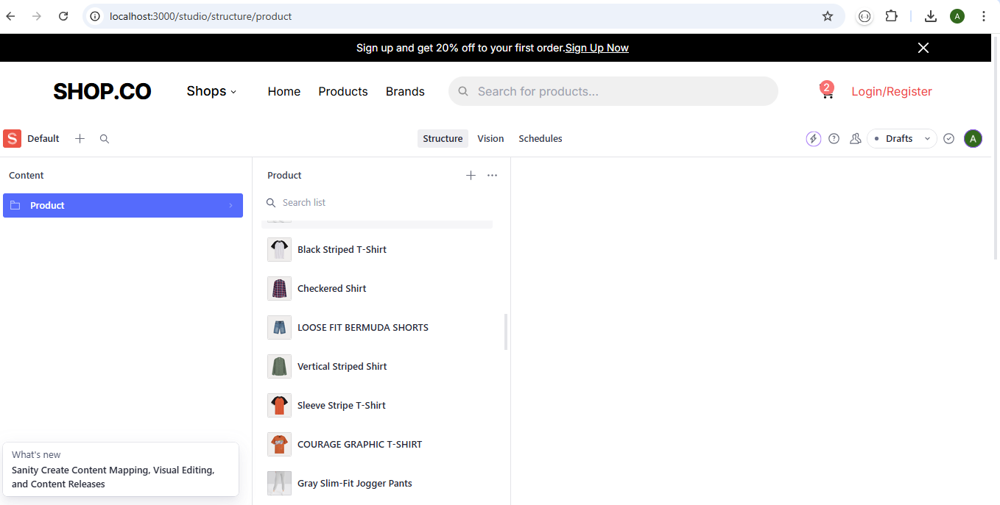 localhost:3000/studio/structure/product
A
Sign up and get 20% off to your first order.Sign Up Now
SHOP.CO
Shops
Home
Products
Brands
Search for products...
2
Login/Register
S
Default
Structure
Vision
Schedules
Drafts
A
Content
Product
Product
Search list
Black Striped T-Shirt
Checkered Shirt
LOOSE FIT BERMUDA SHORTS
Vertical Striped Shirt
Sleeve Stripe T-Shirt
COURAGE GRAPHIC T-SHIRT
Gray Slim-Fit Jogger Pants
What's new
Sanity Create Content Mapping, Visual Editing,
and Content Releases